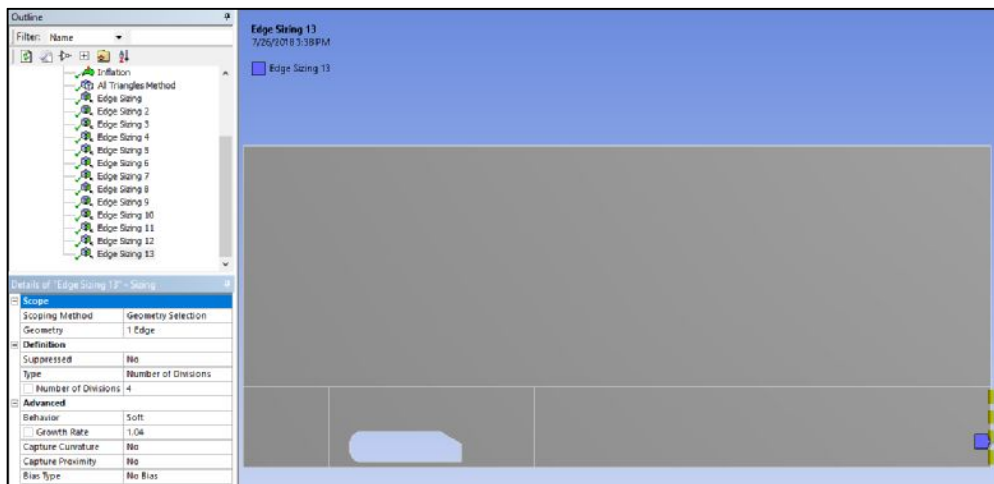 Outline
Filter: Name
Inflation
All Triangles Method
Edge Sizing
Edge Sizing 2
Edge Sizing 3
Edge Sizing 4
Edge Sizing 5
Edge Sizing 6
Edge Sizing 7
Edge Sizing 8
Edge Sizing 9
Edge Sizing 10
Edge Sizing 11
Edge Sizing 12
Edge Sizing 13
Details of "Edge Sizing 13" - Sizing
Scope
Scoping Method Geometry Selection
Geometry 1 Edge
Definition
Suppressed No
Type Number of Divisions
Number of Divisions 4
Advanced
Behavior Soft
Growth Rate 1.04
Capture Curvature No
Capture Proximity No
Bias Type No Bias
Edge Sizing 13
7/26/2018 3:38 PM
Edge Sizing 13